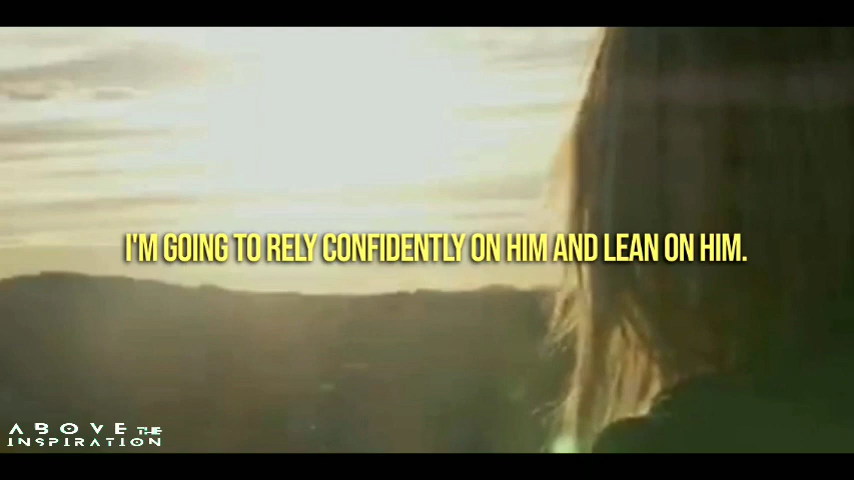 I'M GOING TO RELY CONFIDENTLY ON HIM AND LEAN ON HIM.
ABOVE THE
INSPIRATION